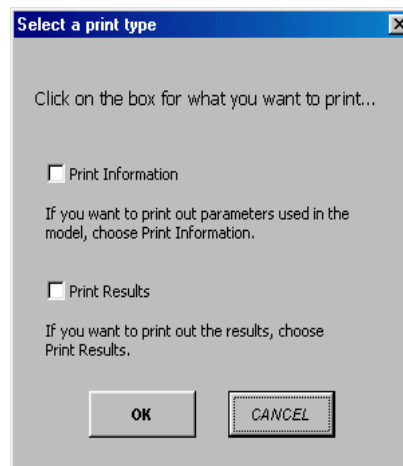 Select a print type
Click on the box for what you want to print...
Print Information
If you want to print out parameters used in the
model, choose Print Information.
Print Results
If you want to print out the results, choose
Print Results.
OK
CANCEL